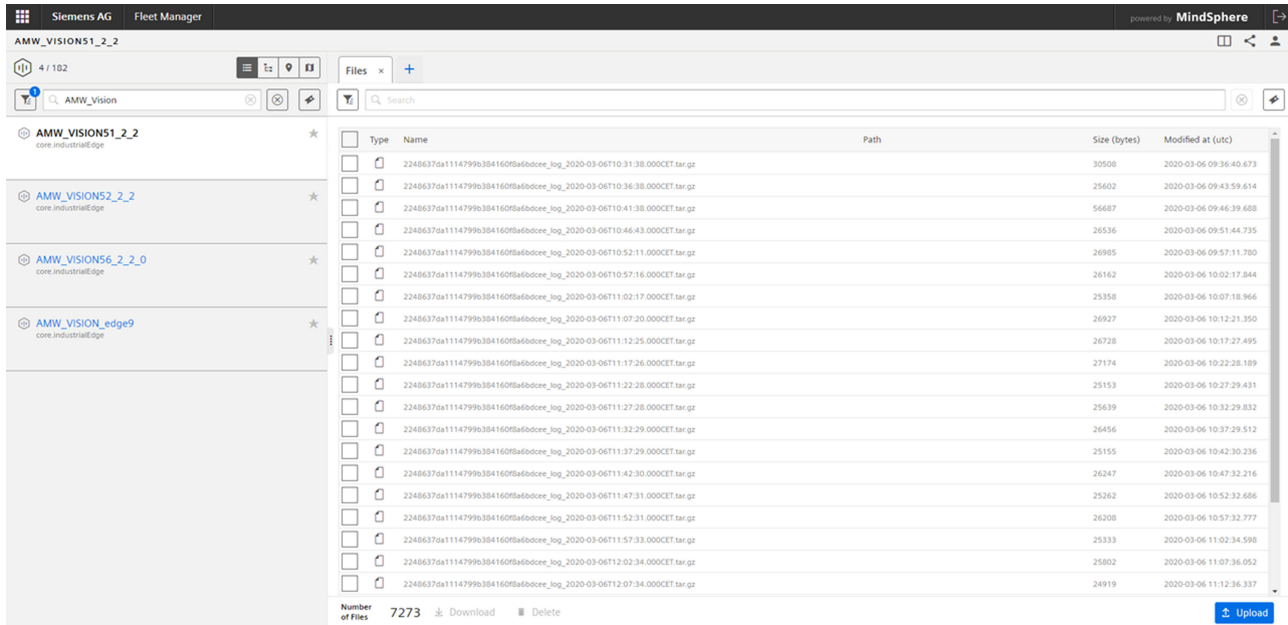 Siemens AG Fleet Manager powered by MindSphere
AMW_VISION51_2_2
4 / 182
Files × +
1
AMW_Vision
Search
AMW_VISION51_2_2
core.industrialEdge
AMW_VISION52_2_2
core.industrialEdge
AMW_VISION56_2_2_0
core.industrialEdge
AMW_VISION_edge9
core.industrialEdge
Type Name Path Size (bytes) Modified at (utc)
2248637da1114799b384160f8a6bdcee_log_2020-03-06T10:31:38.000CET.tar.gz 30508 2020-03-06 09:36:40.673
2248637da1114799b384160f8a6bdcee_log_2020-03-06T10:36:38.000CET.tar.gz 25602 2020-03-06 09:43:59.614
2248637da1114799b384160f8a6bdcee_log_2020-03-06T10:41:38.000CET.tar.gz 56687 2020-03-06 09:46:39.688
2248637da1114799b384160f8a6bdcee_log_2020-03-06T10:46:43.000CET.tar.gz 26536 2020-03-06 09:51:44.735
2248637da1114799b384160f8a6bdcee_log_2020-03-06T10:52:11.000CET.tar.gz 26985 2020-03-06 09:57:11.780
2248637da1114799b384160f8a6bdcee_log_2020-03-06T10:57:16.000CET.tar.gz 26162 2020-03-06 10:02:17.844
2248637da1114799b384160f8a6bdcee_log_2020-03-06T11:02:17.000CET.tar.gz 25358 2020-03-06 10:07:18.966
2248637da1114799b384160f8a6bdcee_log_2020-03-06T11:07:20.000CET.tar.gz 26927 2020-03-06 10:12:21.350
2248637da1114799b384160f8a6bdcee_log_2020-03-06T11:12:25.000CET.tar.gz 26728 2020-03-06 10:17:27.495
2248637da1114799b384160f8a6bdcee_log_2020-03-06T11:17:26.000CET.tar.gz 27174 2020-03-06 10:22:28.189
2248637da1114799b384160f8a6bdcee_log_2020-03-06T11:22:28.000CET.tar.gz 25153 2020-03-06 10:27:29.431
2248637da1114799b384160f8a6bdcee_log_2020-03-06T11:27:28.000CET.tar.gz 25639 2020-03-06 10:32:29.832
2248637da1114799b384160f8a6bdcee_log_2020-03-06T11:32:29.000CET.tar.gz 26456 2020-03-06 10:37:29.512
2248637da1114799b384160f8a6bdcee_log_2020-03-06T11:37:29.000CET.tar.gz 25155 2020-03-06 10:42:30.236
2248637da1114799b384160f8a6bdcee_log_2020-03-06T11:42:30.000CET.tar.gz 26247 2020-03-06 10:47:32.216
2248637da1114799b384160f8a6bdcee_log_2020-03-06T11:47:31.000CET.tar.gz 25262 2020-03-06 10:52:32.686
2248637da1114799b384160f8a6bdcee_log_2020-03-06T11:52:31.000CET.tar.gz 26208 2020-03-06 10:57:32.777
2248637da1114799b384160f8a6bdcee_log_2020-03-06T11:57:33.000CET.tar.gz 25333 2020-03-06 11:02:34.598
2248637da1114799b384160f8a6bdcee_log_2020-03-06T12:02:34.000CET.tar.gz 25802 2020-03-06 11:07:36.052
2248637da1114799b384160f8a6bdcee_log_2020-03-06T12:07:34.000CET.tar.gz 24919 2020-03-06 11:12:36.337
Number
of Files 7273 Download Delete Upload